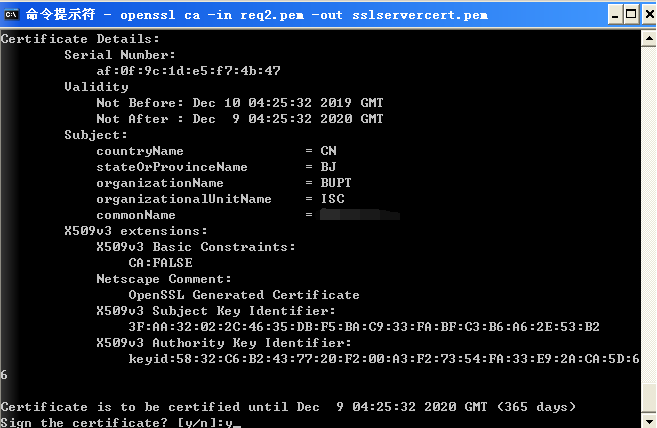 命令提示符 - openssl ca -in req2.pem -out sslservercert.pem
Certificate Details:
Serial Number:
af:0f:9c:1d:e5:f7:4b:47
Validity
Not Before: Dec 10 04:25:32 2019 GMT
Not After : Dec  9 04:25:32 2020 GMT
Subject:
countryName = CN
stateOrProvinceName = BJ
organizationName = BUPT
organizationalUnitName = ISC
commonName =
X509v3 extensions:
X509v3 Basic Constraints:
CA:FALSE
Netscape Comment:
OpenSSL Generated Certificate
X509v3 Subject Key Identifier:
3F:AA:32:02:2C:46:35:DB:F5:BA:C9:33:FA:BF:C3:B6:A6:2E:53:B2
X509v3 Authority Key Identifier:
keyid:58:32:C6:B2:43:77:20:F2:00:A3:F2:73:54:FA:33:E9:2A:CA:5D:6
6
Certificate is to be certified until Dec  9 04:25:32 2020 GMT (365 days)
Sign the certificate? [y/n]:y_